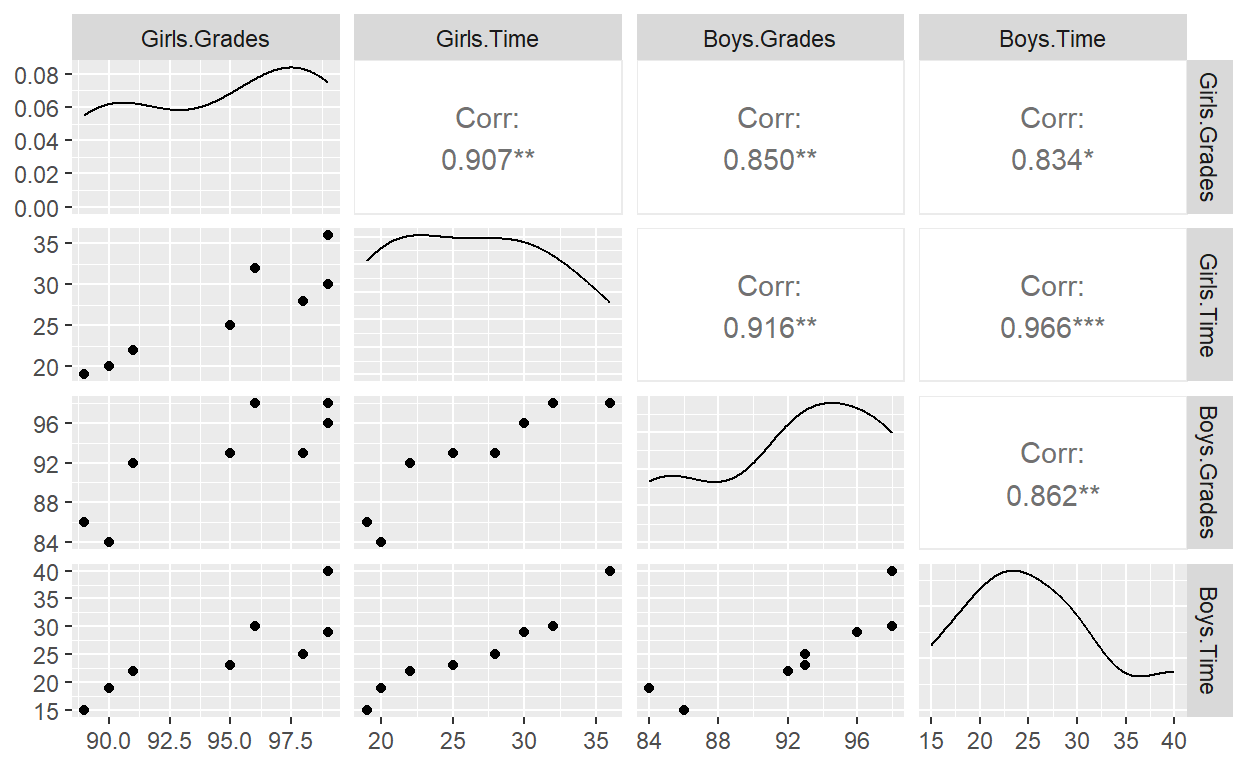 Girls.Grades
Girls.Time
Boys.Grades
Boys.Time
0.08
0.06
0.04
0.02
0.00
Corr:
0.907**
Corr:
0.850**
Corr:
0.834*
Girls.Grades
35
30
25
20
Corr:
0.916**
Corr:
0.966***
Girls.Time
96
92
88
84
Corr:
0.862**
Boys.Grades
40
35
30
25
20
15
Boys.Time
90.0 92.5 95.0 97.5
20 25 30 35
84 88 92 96
15 20 25 30 35 40